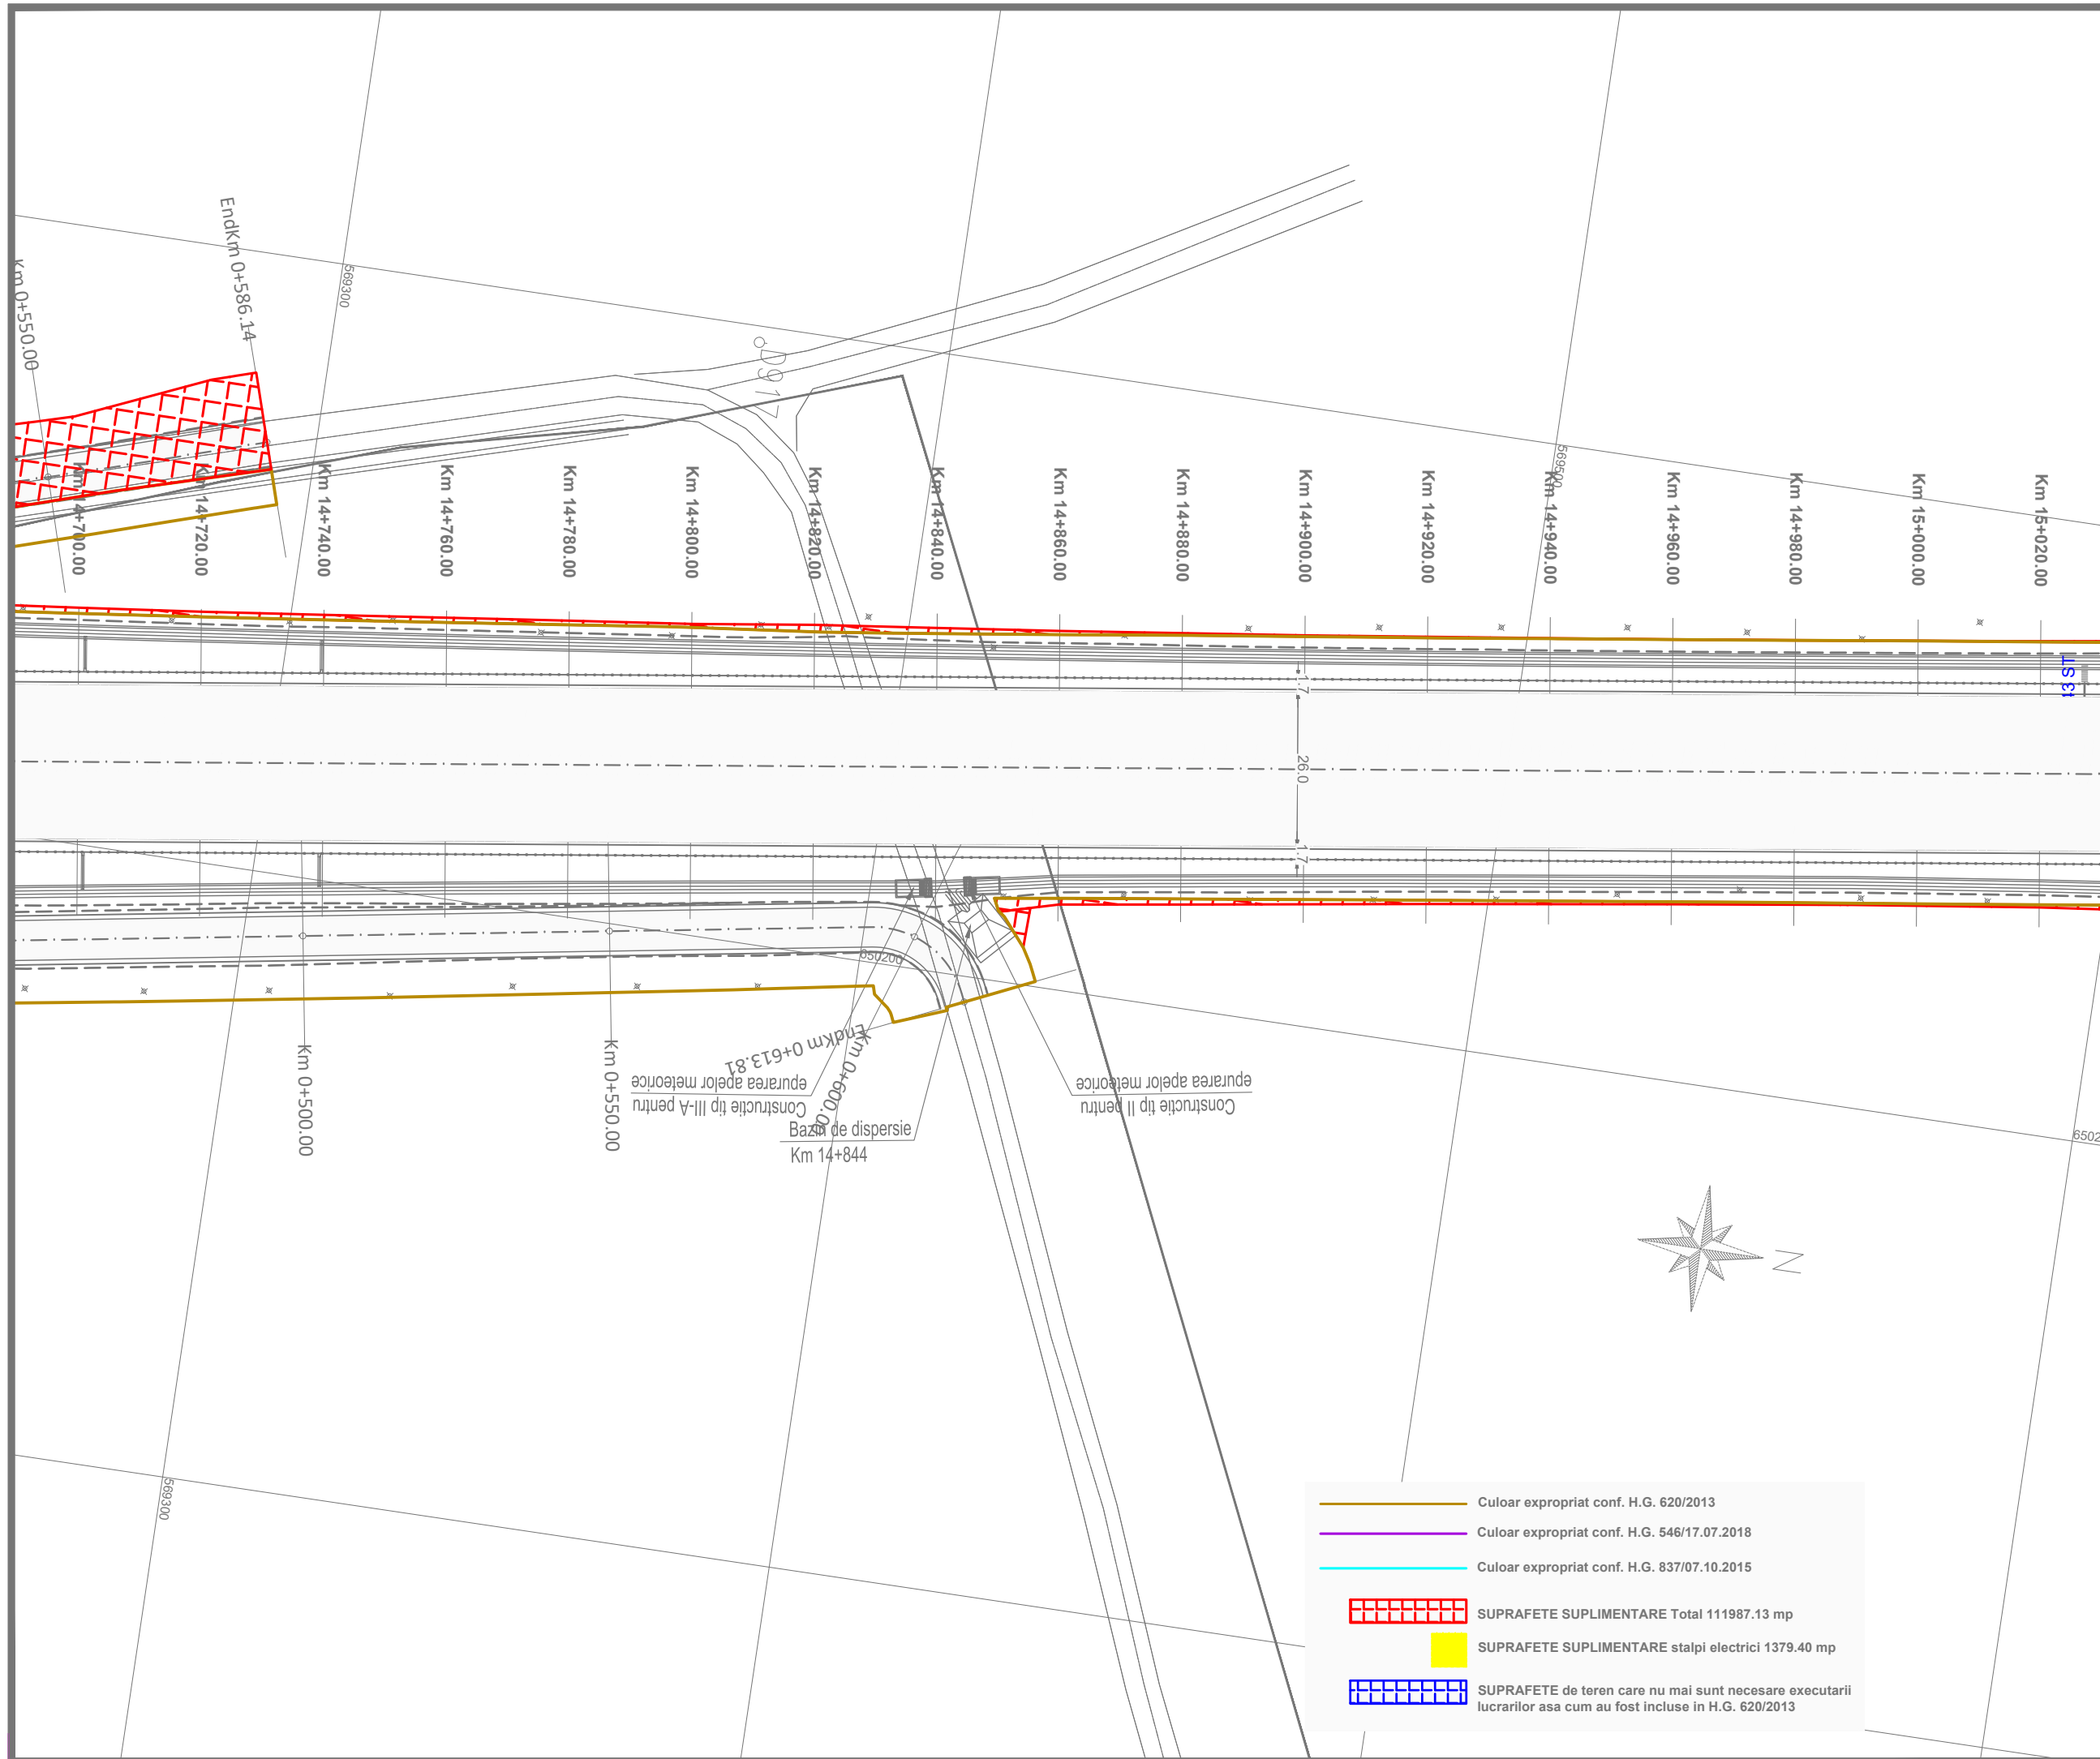 EndKm 0+586.14
Km 0+550.00
569300
DJ 917
569500
Km 14+700.00
Km 14+720.00
Km 14+740.00
Km 14+760.00
Km 14+780.00
Km 14+800.00
Km 14+820.00
Km 14+840.00
Km 14+860.00
Km 14+880.00
Km 14+900.00
Km 14+920.00
Km 14+940.00
Km 14+960.00
Km 14+980.00
Km 15+000.00
Km 15+020.00
ST
1.7
26.0
1.7
650200
EndKm 0+613.81
Km 0+600.00
Km 0+500.00
Km 0+550.00
Constructie tip III-A pentru
epurarea apelor meteorice
Constructie tip II pentru
epurarea apelor meteorice
Bazin de dispersie
Km 14+844
6502
N
569300
Culoar expropriat conf. H.G. 620/2013
Culoar expropriat conf. H.G. 546/17.07.2018
Culoar expropriat conf. H.G. 837/07.10.2015
SUPRAFETE SUPLIMENTARE Total 111987.13 mp
SUPRAFETE SUPLIMENTARE stalpi electrici 1379.40 mp
SUPRAFETE de teren care nu mai sunt necesare executarii
lucrarilor asa cum au fost incluse in H.G. 620/2013